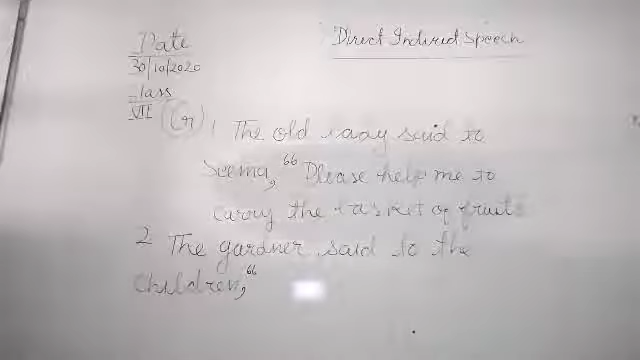 Date
Direct Indirect Speech
30/10/2020
Class
VII
1 The old lady said to
Seema, “ Please help me to
carry the basket of fruits
2 The gardner said to the
children, “